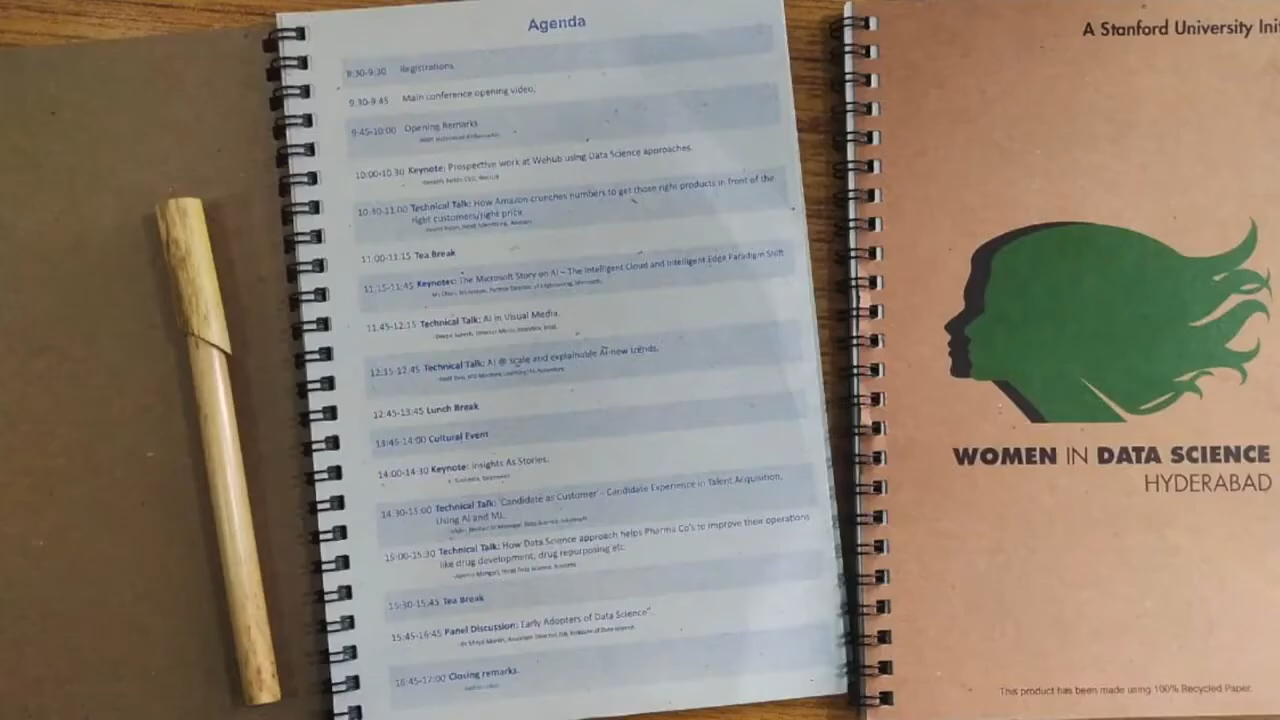 Agenda
8:30-9:30 Registrations
9:30-9:45 Main conference opening video.
9:45-10:00 Opening Remarks
10:00-10:30 Keynote: Prospective work at Wehub using Data Science approaches.
10:30-11:00 Technical Talk: How Amazon crunches numbers to get those right products in front of the
right customers/right price
11:00-11:15 Tea Break
11:15-11:45 Keynotes: The Microsoft Story on AI – The Intelligent Cloud and Intelligent Edge Paradigm Shift
11:45-12:15 Technical Talk: AI in Visual Media.
12:15-12:45 Technical Talk: AI @ scale and explainable AI-new trends.
12:45-13:45 Lunch Break
13:45-14:00 Cultural Event
14:00-14:30 Keynote: Insights As Stories.
14:30-15:00 Technical Talk: 'Candidate as Customer' - Candidate Experience in Talent Acquisition,
Using AI and ML.
15:00-15:30 Technical Talk: How Data Science approach helps Pharma Co's to improve their operations
like drug development, drug repurposing etc
15:30-15:45 Tea Break
15:45-16:45 Panel Discussion: Early Adopters of Data Science".
16:45-17:00 Closing remarks.
A Stanford University Ini
WOMEN IN DATA SCIENCE
HYDERABAD
This product has been made using 100% Recycled Paper.